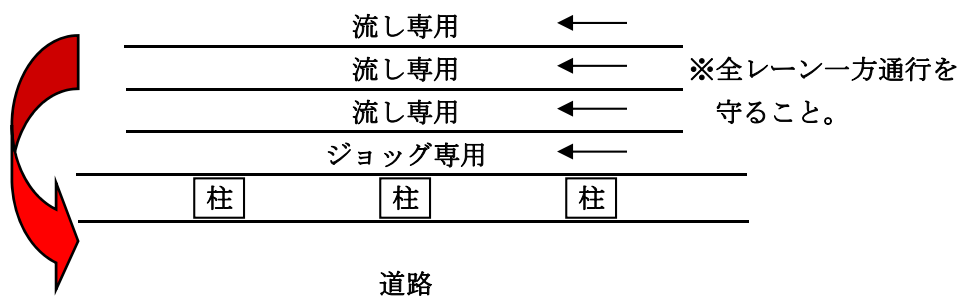 流し専用
流し専用
※全レーン一方通行を
流し専用
守ること。
ジョッグ専用
柱 柱 柱
道路